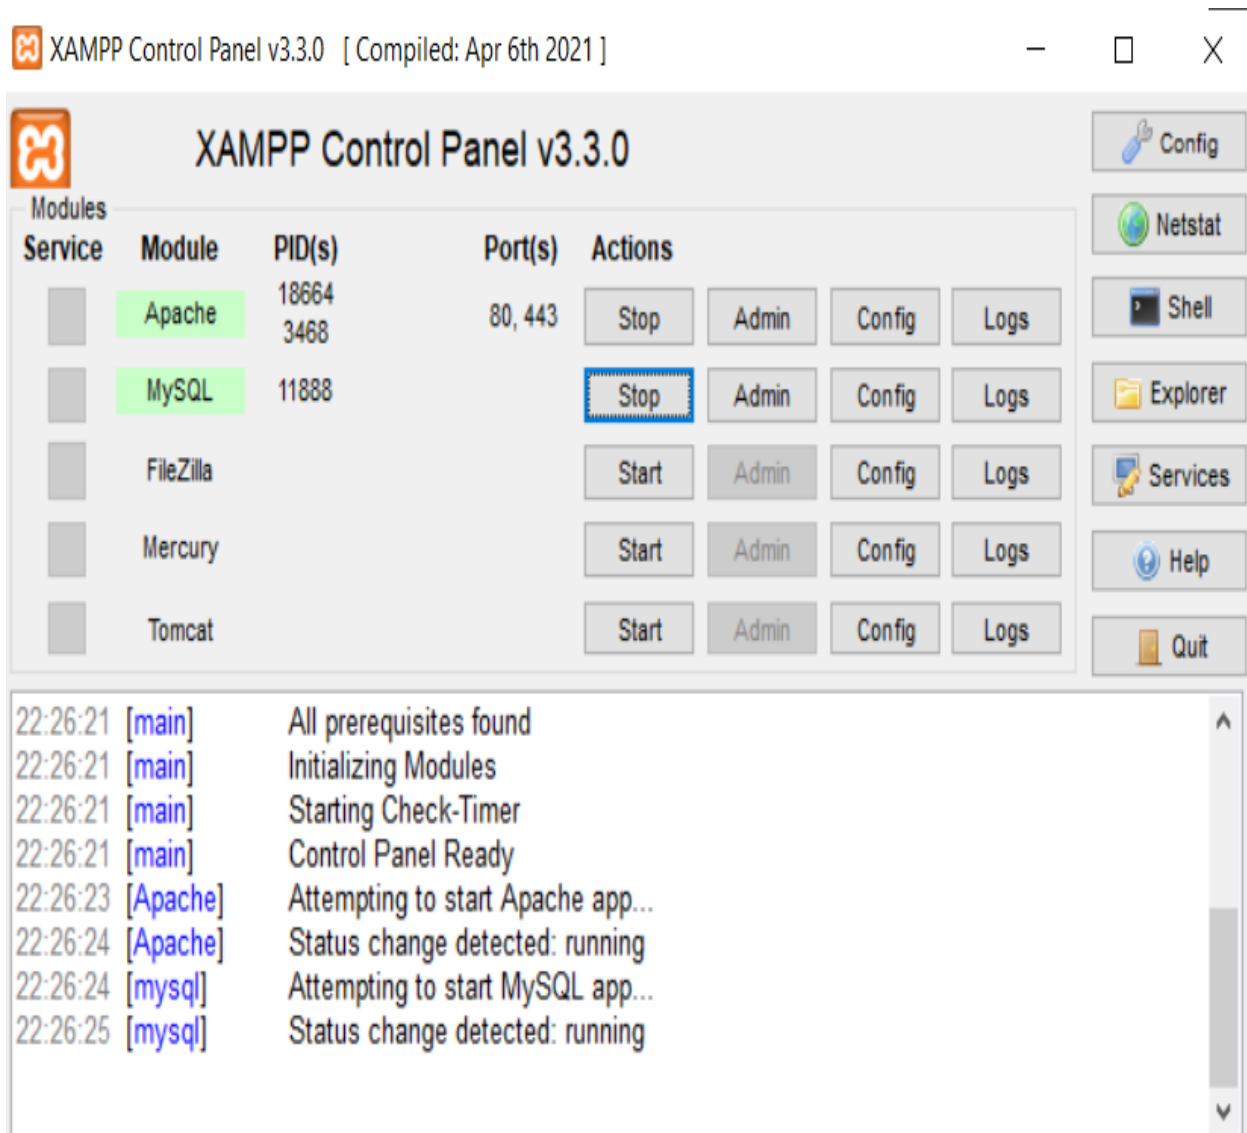 XAMPP Control Panel v3.3.0 [ Compiled: Apr 6th 2021 ]
XAMPP Control Panel v3.3.0
Config
Modules
Netstat
Service Module PID(s) Port(s) Actions
Apache 18664 3468 80, 443 Stop Admin Config Logs
Shell
MySQL 11888 Stop Admin Config Logs
Explorer
FileZilla Start Admin Config Logs
Services
Mercury Start Admin Config Logs
Help
Tomcat Start Admin Config Logs
Quit
22:26:21 [main] All prerequisites found
22:26:21 [main] Initializing Modules
22:26:21 [main] Starting Check-Timer
22:26:21 [main] Control Panel Ready
22:26:23 [Apache] Attempting to start Apache app...
22:26:24 [Apache] Status change detected: running
22:26:24 [mysql] Attempting to start MySQL app...
22:26:25 [mysql] Status change detected: running